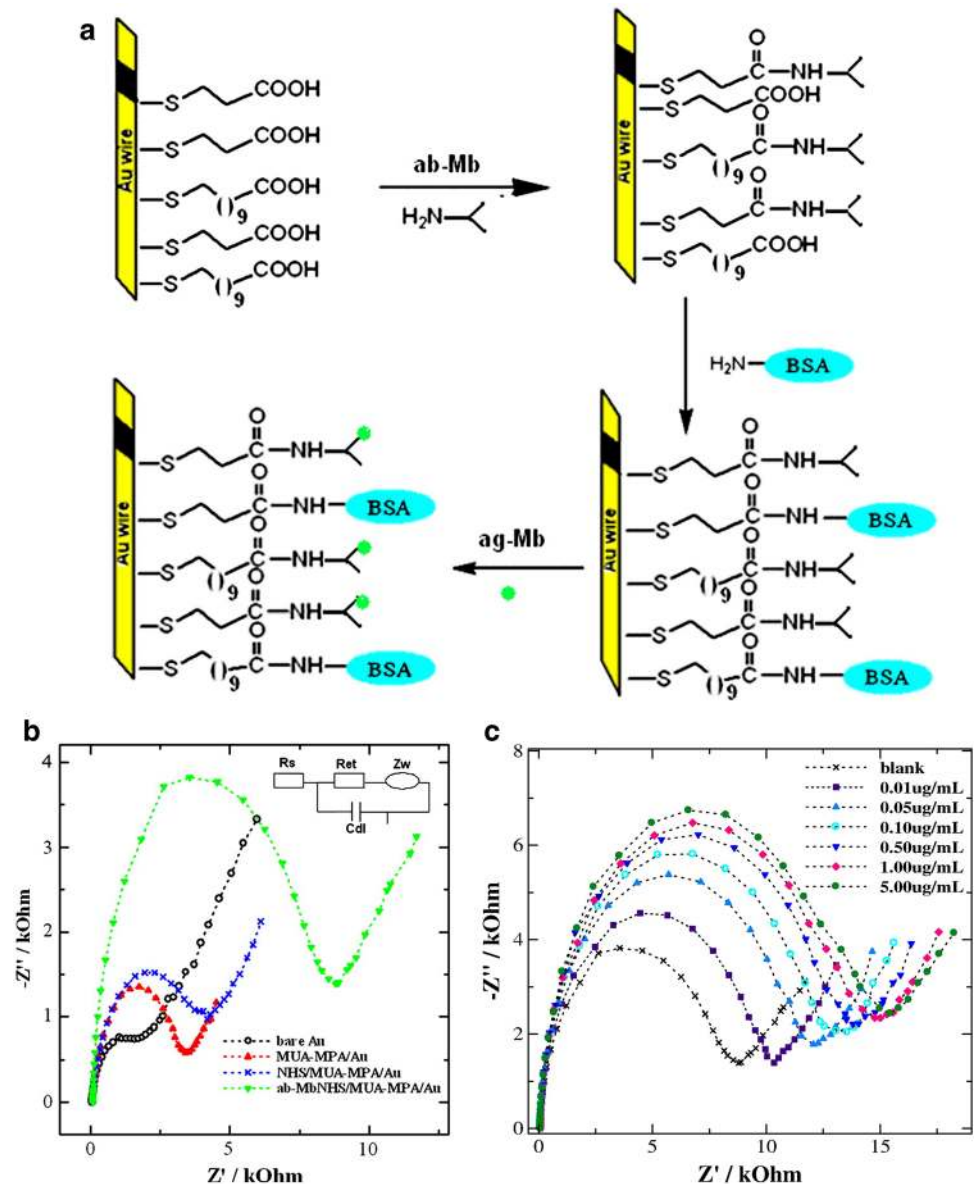 a
Au wire
S COOH
S COOH
S ( )9 COOH
S COOH
S ( )9 COOH
ab-Mb
H2N
Au wire
O
S C NH
S COOH
O
S ( )9 C NH
O
S C NH
S ( )9 COOH
H2N BSA
Au wire
O
S C NH
O
S C NH BSA
O
S ( )9 C NH
O
S C NH
O
S ( )9 C NH BSA
ag-Mb
Au wire
O
S C NH
O
S C NH BSA
O
S ( )9 C NH
O
S C NH
O
S ( )9 C NH BSA
b
-Z'' / kOhm
4
3
2
1
0
0 5 10
Z' / kOhm
Rs Ret Zw
Cdl
bare Au
MUA-MPA/Au
NHS/MUA-MPA/Au
ab-MbNHS/MUA-MPA/Au
c
-Z'' / kOhm
8
6
4
2
0
0 5 10 15
Z' / kOhm
blank
0.01ug/mL
0.05ug/mL
0.10ug/mL
0.50ug/mL
1.00ug/mL
5.00ug/mL